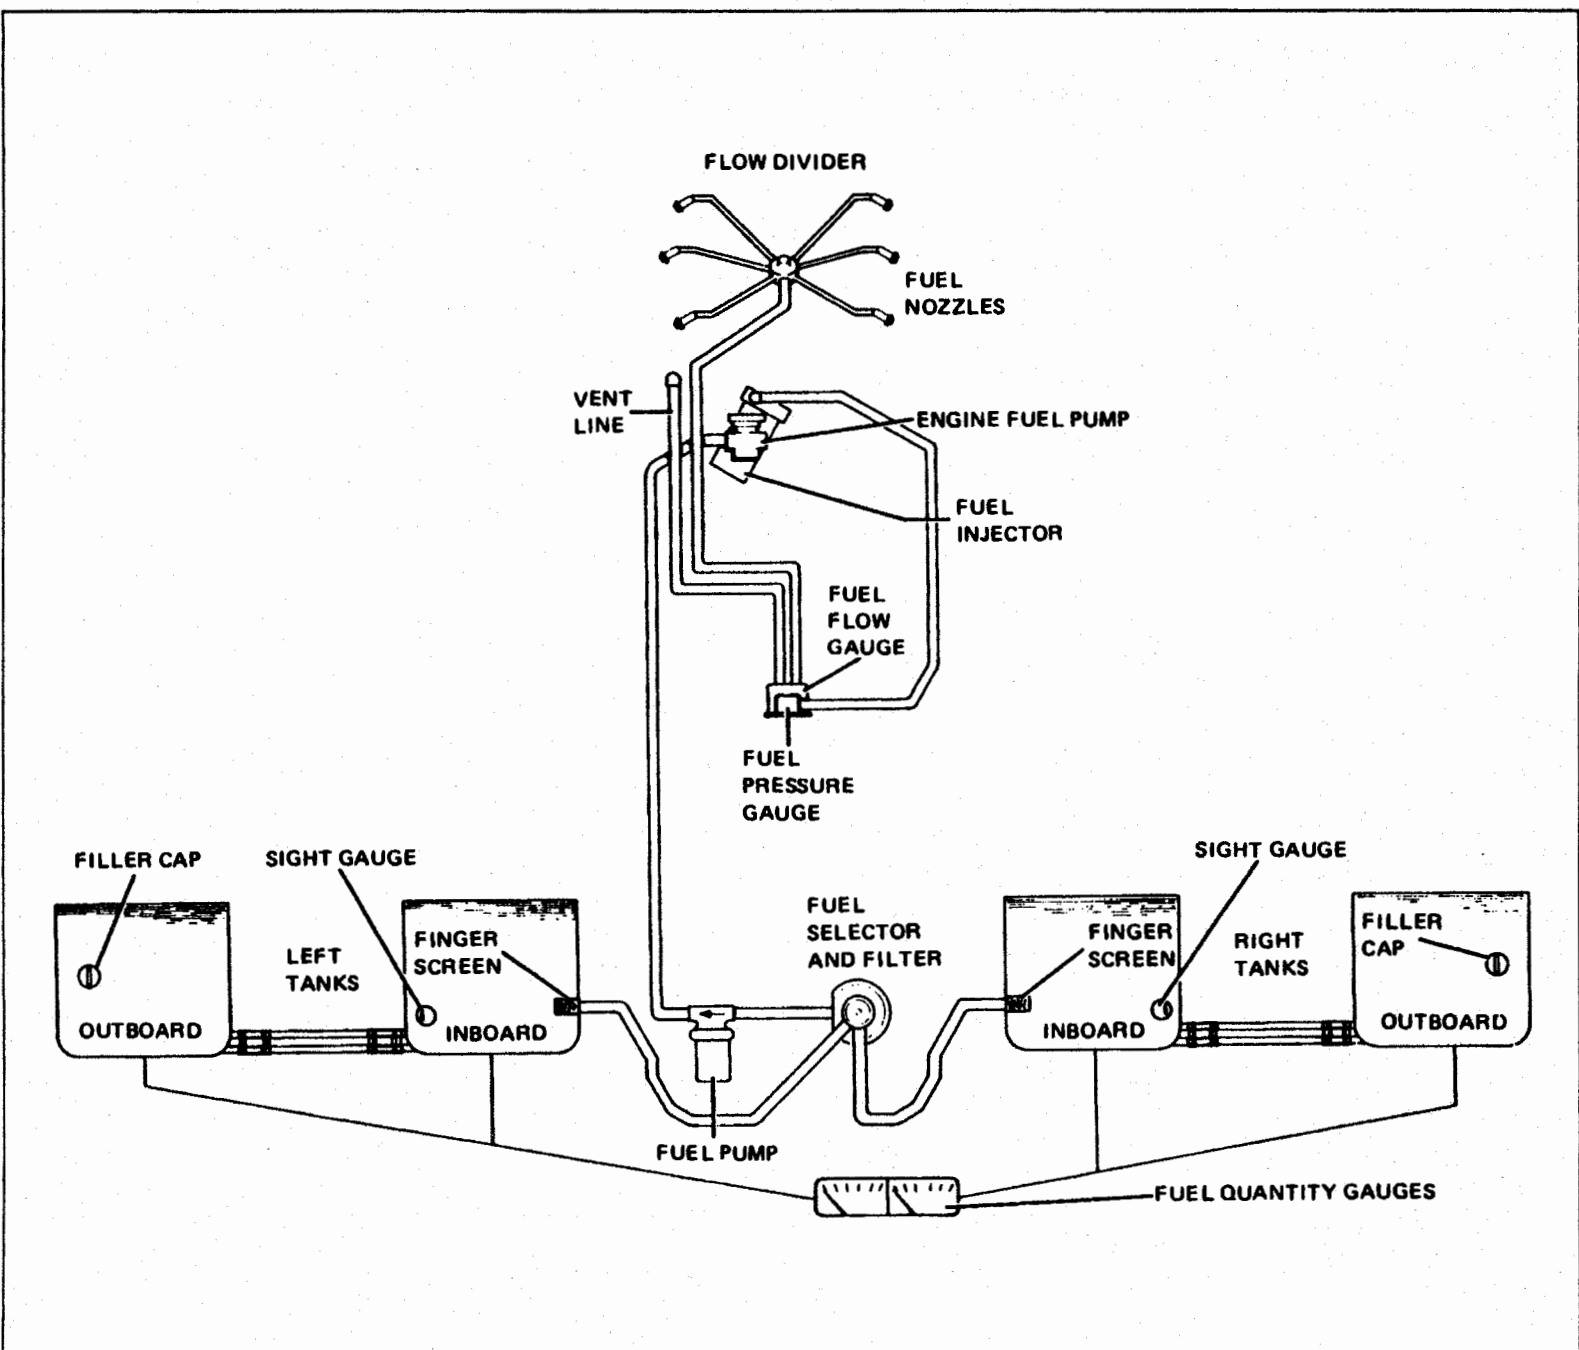 FLOW DIVIDER
FUEL
NOZZLES
VENT
LINE
ENGINE FUEL PUMP
FUEL
INJECTOR
FUEL
FLOW
GAUGE
FUEL
PRESSURE
GAUGE
FILLER CAP
SIGHT GAUGE
LEFT
TANKS
FINGER
SCREEN
OUTBOARD
INBOARD
FUEL
SELECTOR
AND FILTER
FUEL PUMP
SIGHT GAUGE
FINGER
SCREEN
RIGHT
TANKS
FILLER
CAP
INBOARD
OUTBOARD
FUEL QUANTITY GAUGES